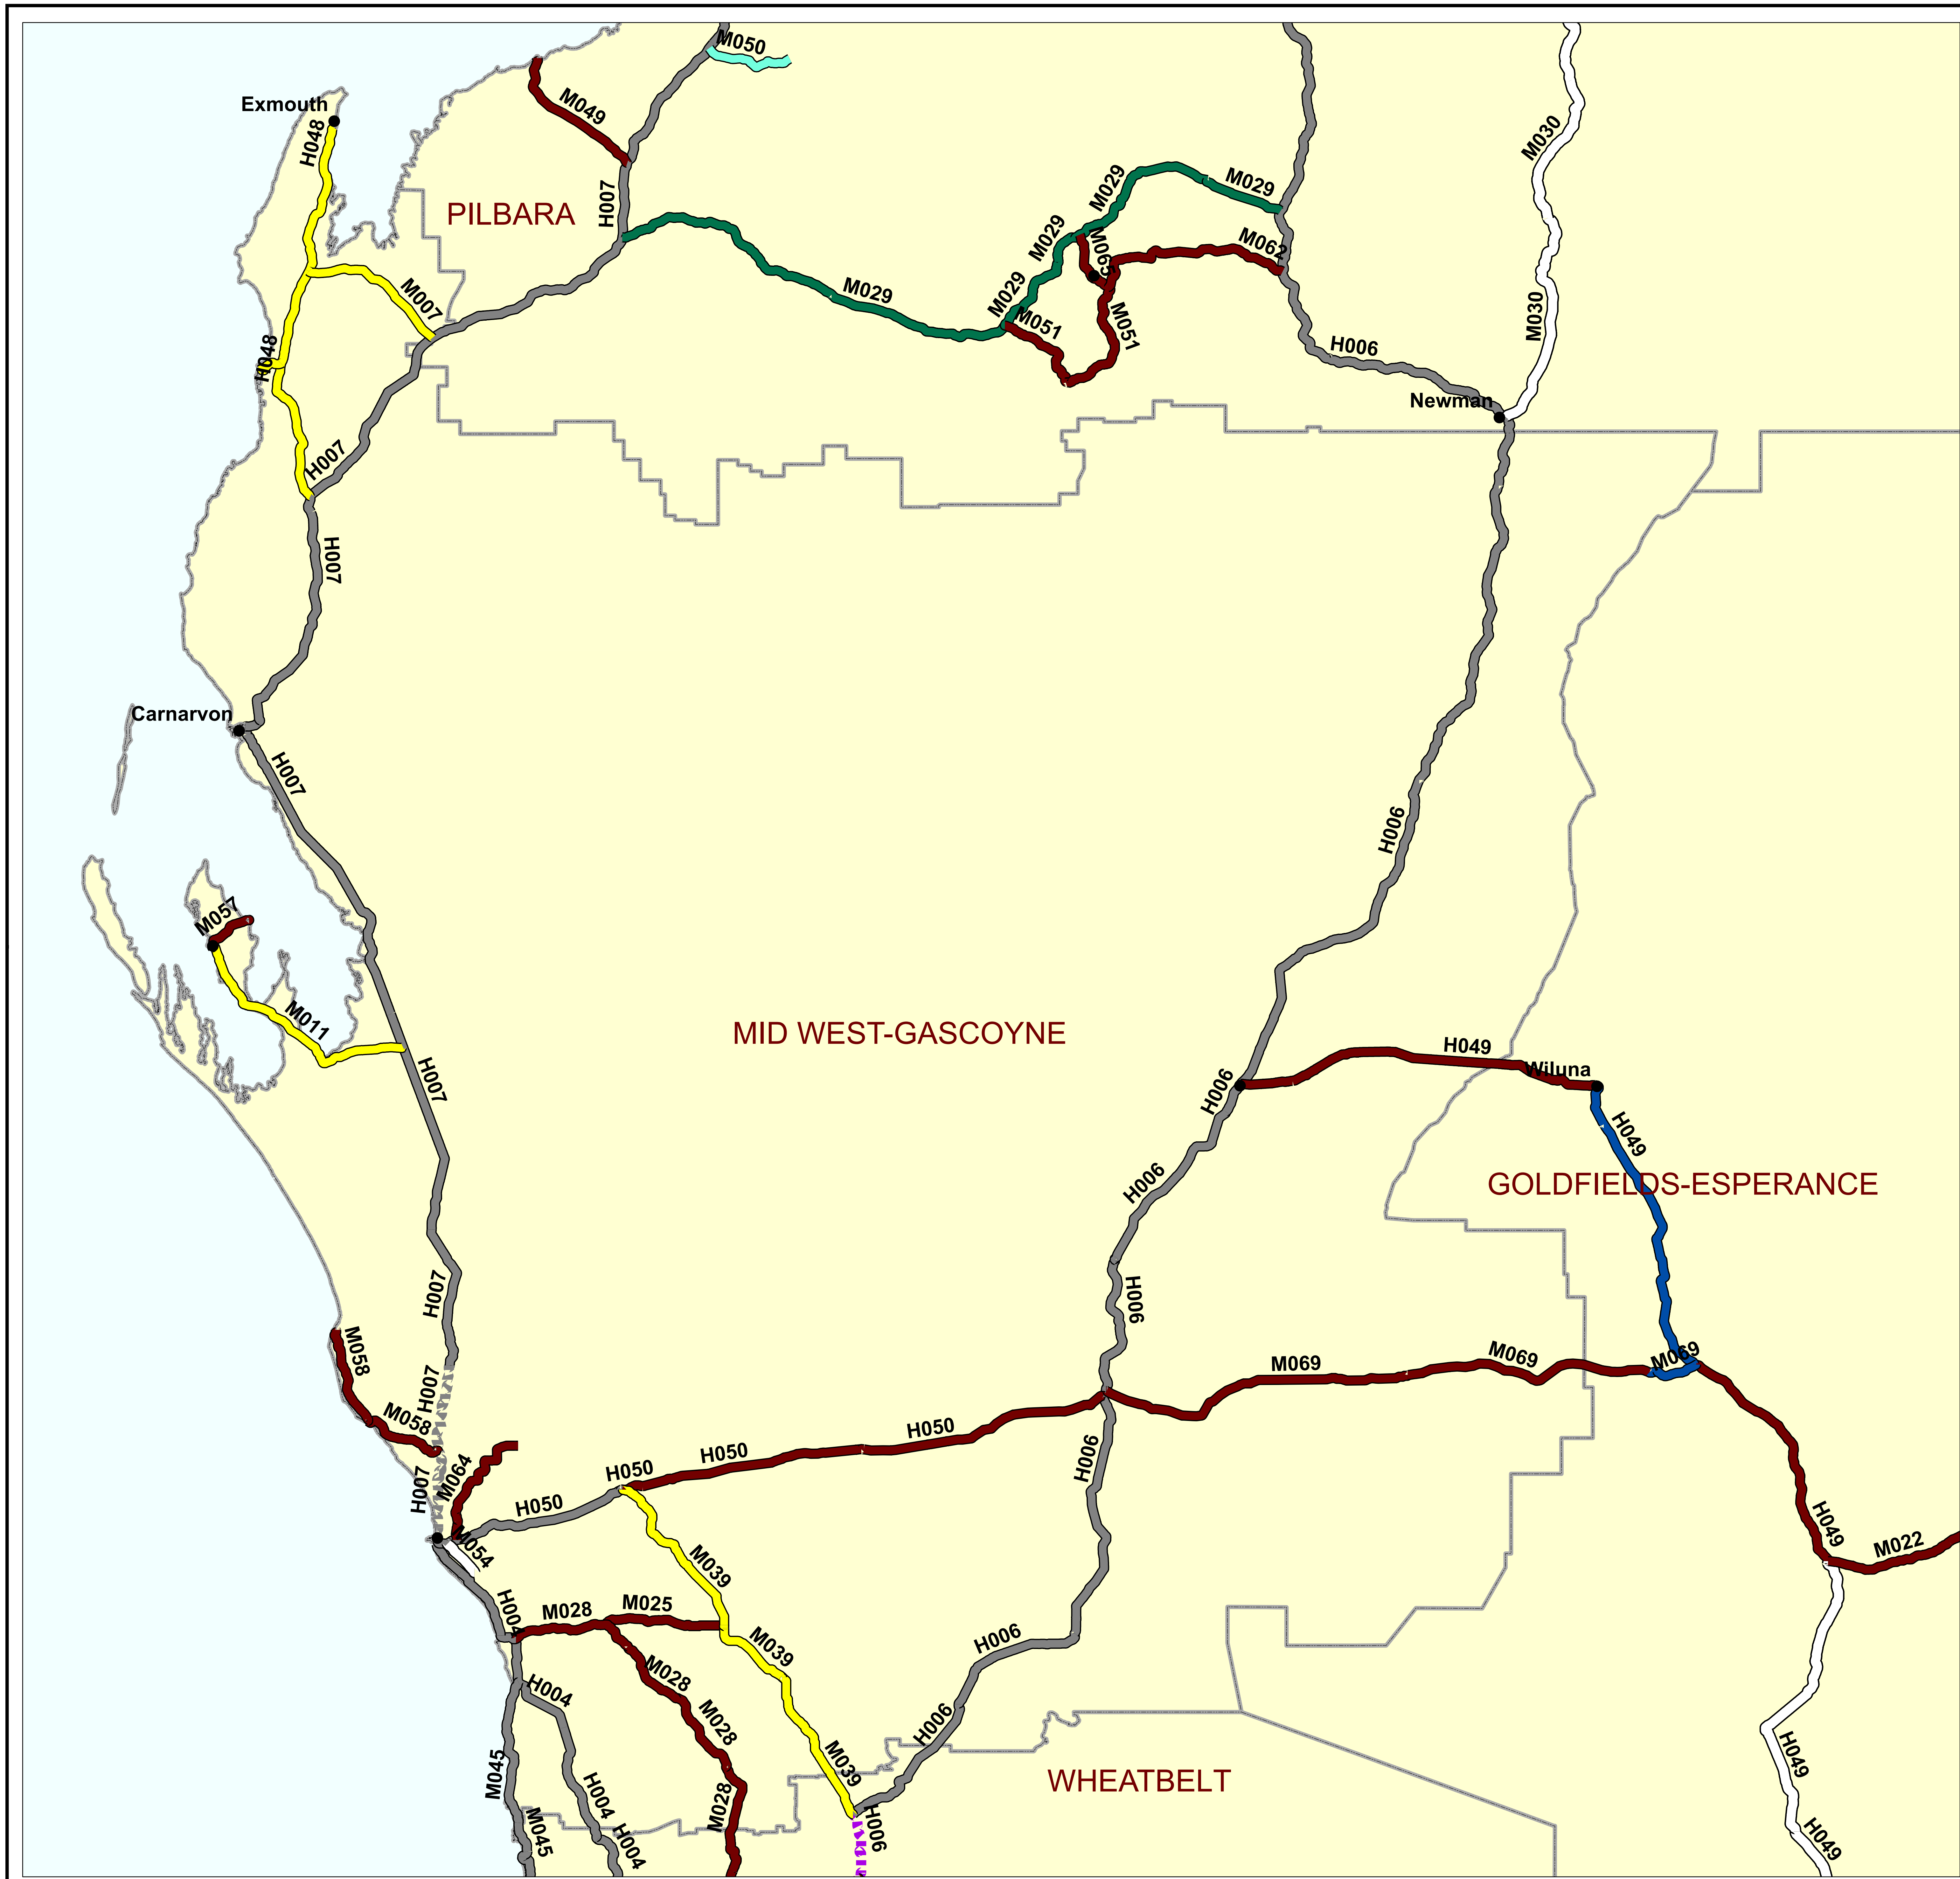 M050
Exmouth
M049
H048
M030
M029
M029
H007
PILBARA
M029
M065
M062
M007
M029
M029
M051
M051
M030
H048
H006
Newman
H007
H007
Carnarvon
H007
H006
M057
M011
MID WEST-GASCOYNE
H049
Wiluna
H007
H006
H049
H006
GOLDFIELDS-ESPERANCE
H007
H006
M058
M069
M069
M069
H007
M058
H050
H050
H050
H006
M064
H007
H050
H049
M022
M054
M039
H004
M028
M025
M039
H006
M028
H004
M028
H006
H049
M045
M039
WHEATBELT
H004
M028
H006
M045
H004
H049